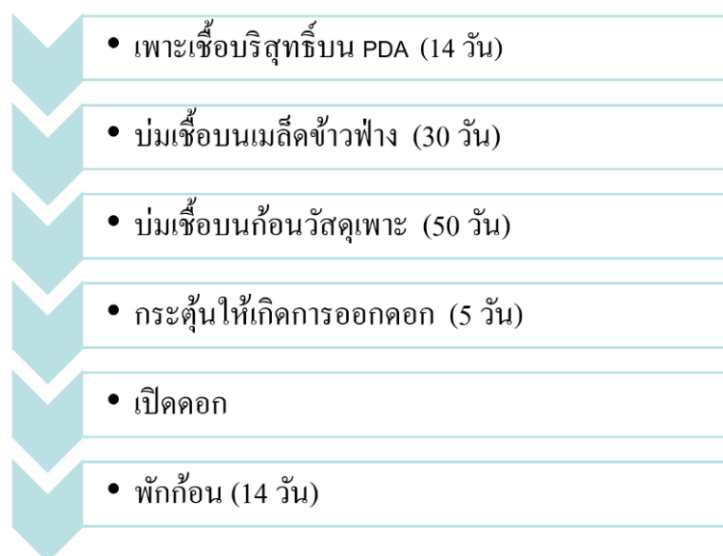 • เพาะเชื้อบริสุทธิ์บน PDA (14 วัน)
• บ่มเชื้อบนเมล็ดข้าวฟ่าง (30 วัน)
• บ่มเชื้อบนก้อนวัสดุเพาะ (50 วัน)
• กระตุ้นให้เกิดการออกดอก (5 วัน)
• เปิดดอก
• พักก้อน (14 วัน)